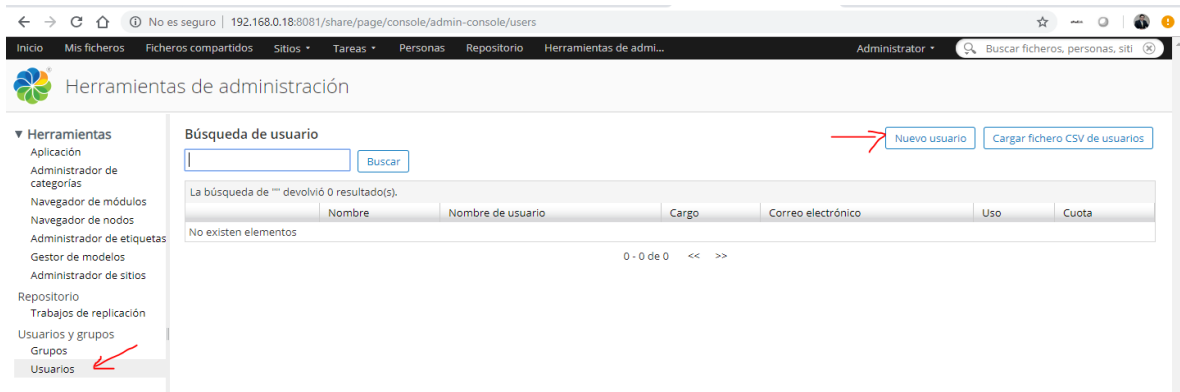 No es seguro | 192.168.0.18:8081/share/page/console/admin-console/users
Inicio Mis ficheros Ficheros compartidos Sitios Tareas Personas Repositorio Herramientas de admi... Administrator Buscar ficheros, personas, siti
Herramientas de administración
Herramientas
Aplicación
Administrador de
categorías
Navegador de módulos
Navegador de nodos
Administrador de etiquetas
Gestor de modelos
Administrador de sitios
Repositorio
Trabajos de replicación
Usuarios y grupos
Grupos
Usuarios
Búsqueda de usuario
Nuevo usuario Cargar fichero CSV de usuarios
Buscar
La búsqueda de "" devolvió 0 resultado(s).
Nombre Nombre de usuario Cargo Correo electrónico Uso Cuota
No existen elementos
0 - 0 de 0 << >>